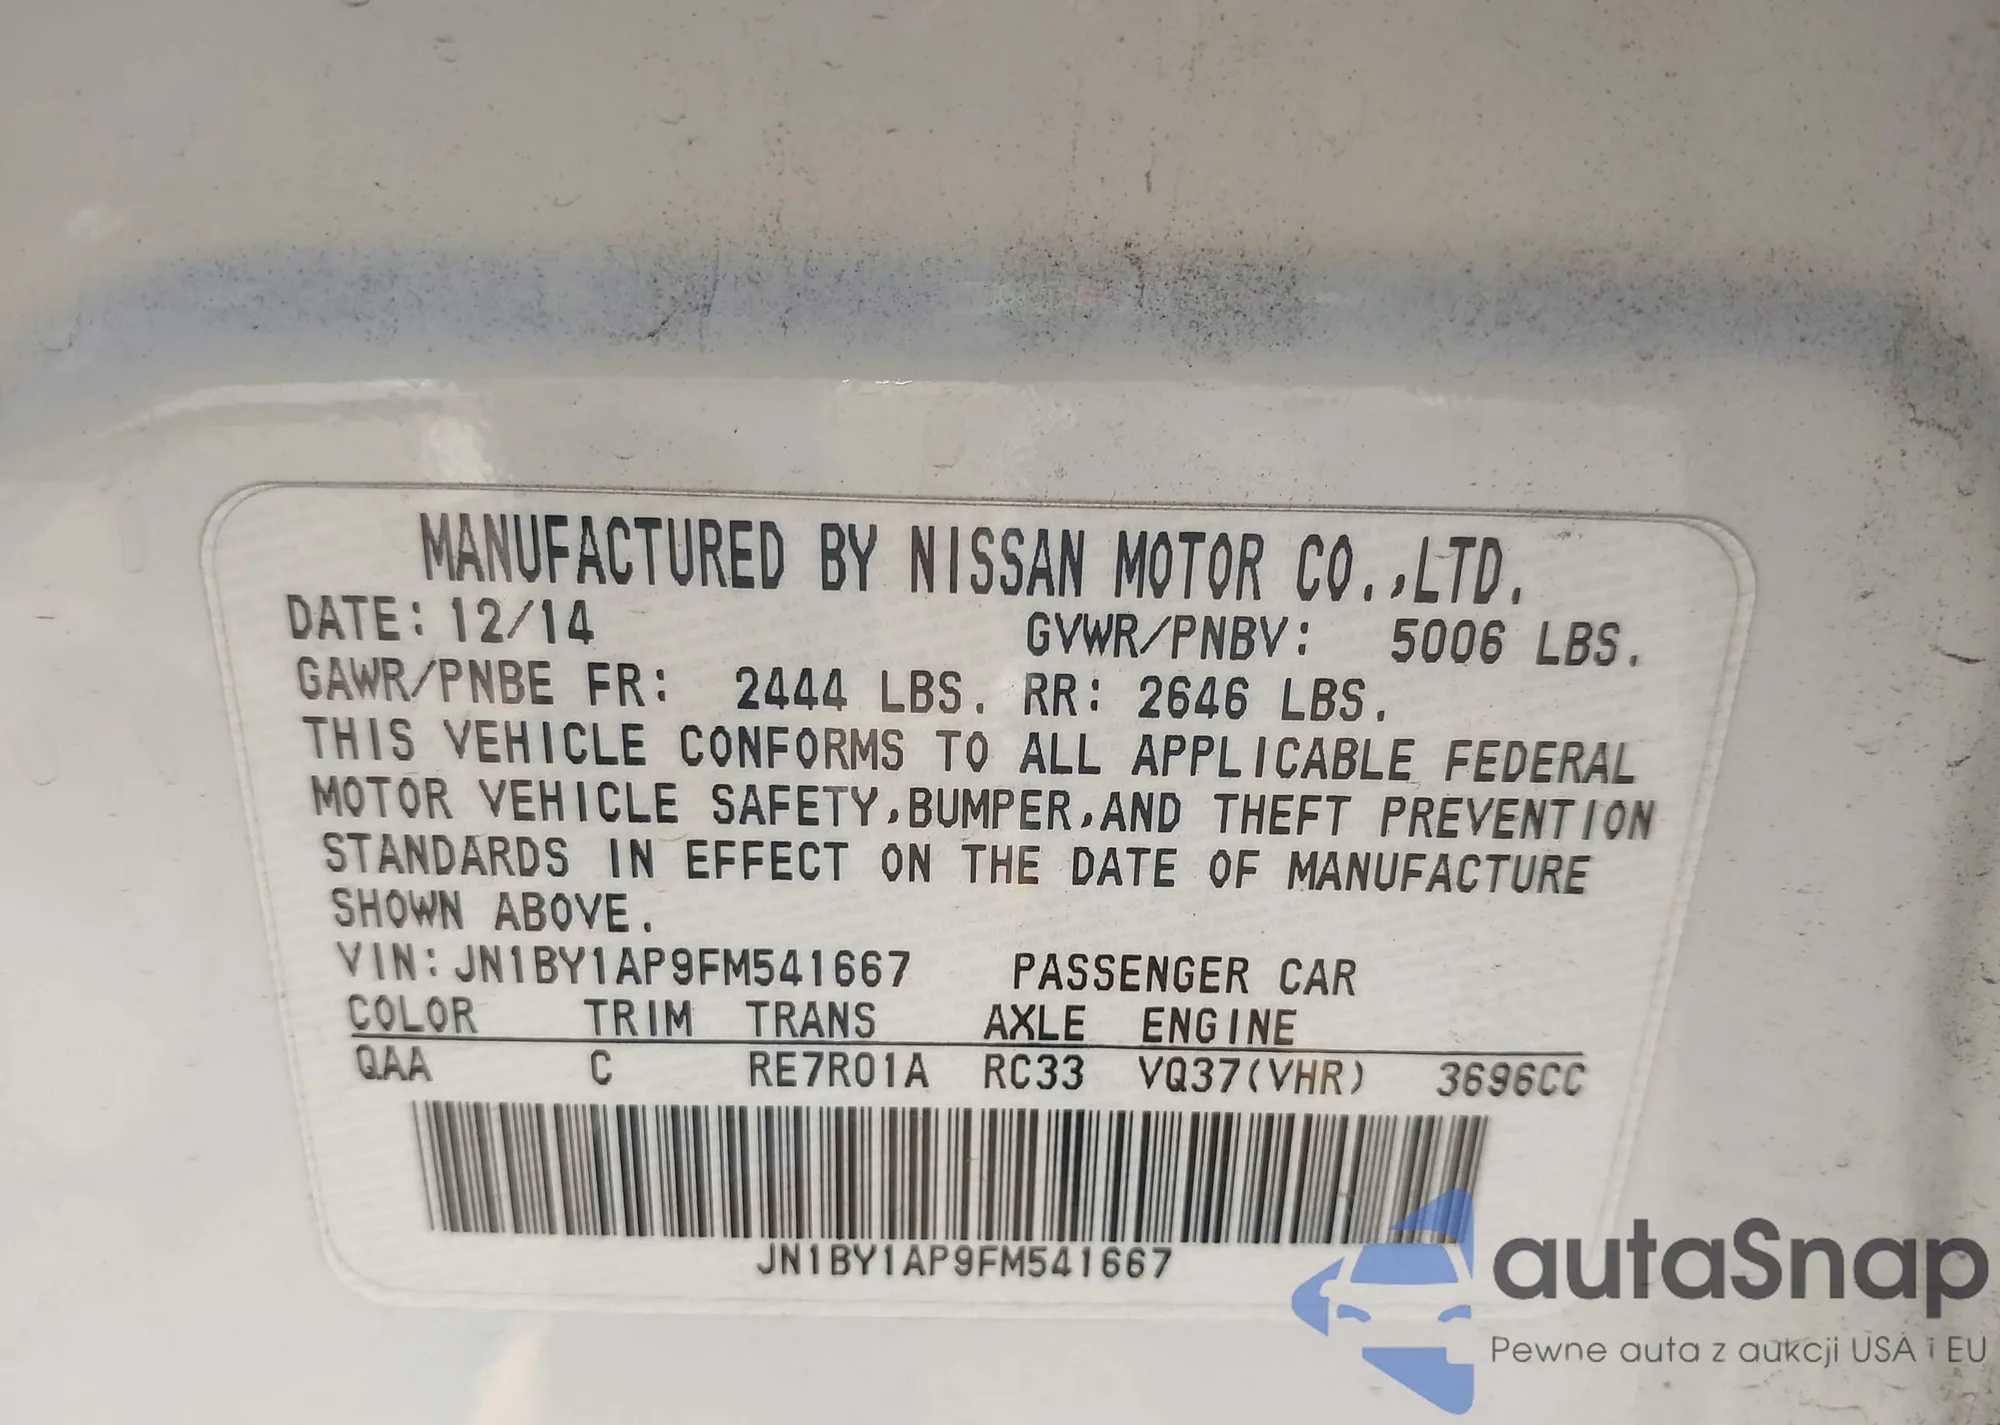 MANUFACTURED BY NISSAN MOTOR CO.,LTD.
DATE: 12/14 GVWR/PNBV: 5006 LBS.
GAWR/PNBE FR: 2444 LBS. RR: 2646 LBS.
THIS VEHICLE CONFORMS TO ALL APPLICABLE FEDERAL
MOTOR VEHICLE SAFETY,BUMPER,AND THEFT PREVENTION
STANDARDS IN EFFECT ON THE DATE OF MANUFACTURE
SHOWN ABOVE.
VIN:JN1BY1AP9FM541667 PASSENGER CAR
COLOR TRIM TRANS AXLE ENGINE
QAA C RE7R01A RC33 VQ37(VHR) 3696CC
JN1BY1AP9FM541667
autaSnap
Pewne auta z aukcji USA i EU